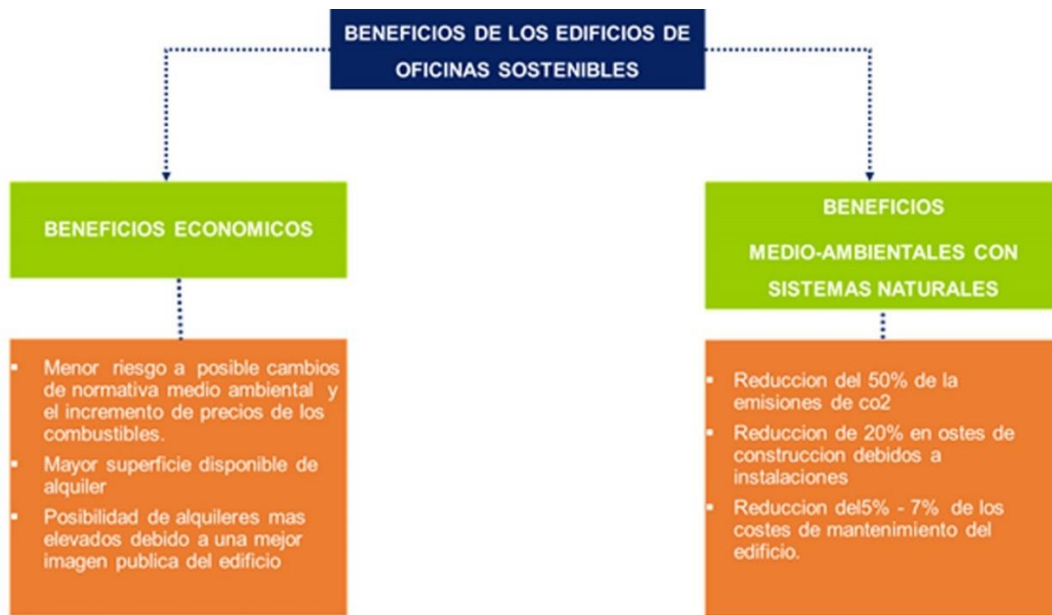 BENEFICIOS DE LOS EDIFICIOS DE
OFICINAS SOSTENIBLES
BENEFICIOS ECONOMICOS
▪ Menor riesgo a posible cambios
de normativa medio ambiental y
el incremento de precios de los
combustibles.
▪ Mayor superficie disponible de
alquiler
▪ Posibilidad de alquileres mas
elevados debido a una mejor
imagen publica del edificio
BENEFICIOS
MEDIO-AMBIENTALES CON
SISTEMAS NATURALES
▪ Reduccion del 50% de la
emisiones de co2
▪ Reduccion de 20% en ostes de
construccion debidos a
instalaciones
▪ Reduccion del5% - 7% de los
costes de mantenimiento del
edificio.